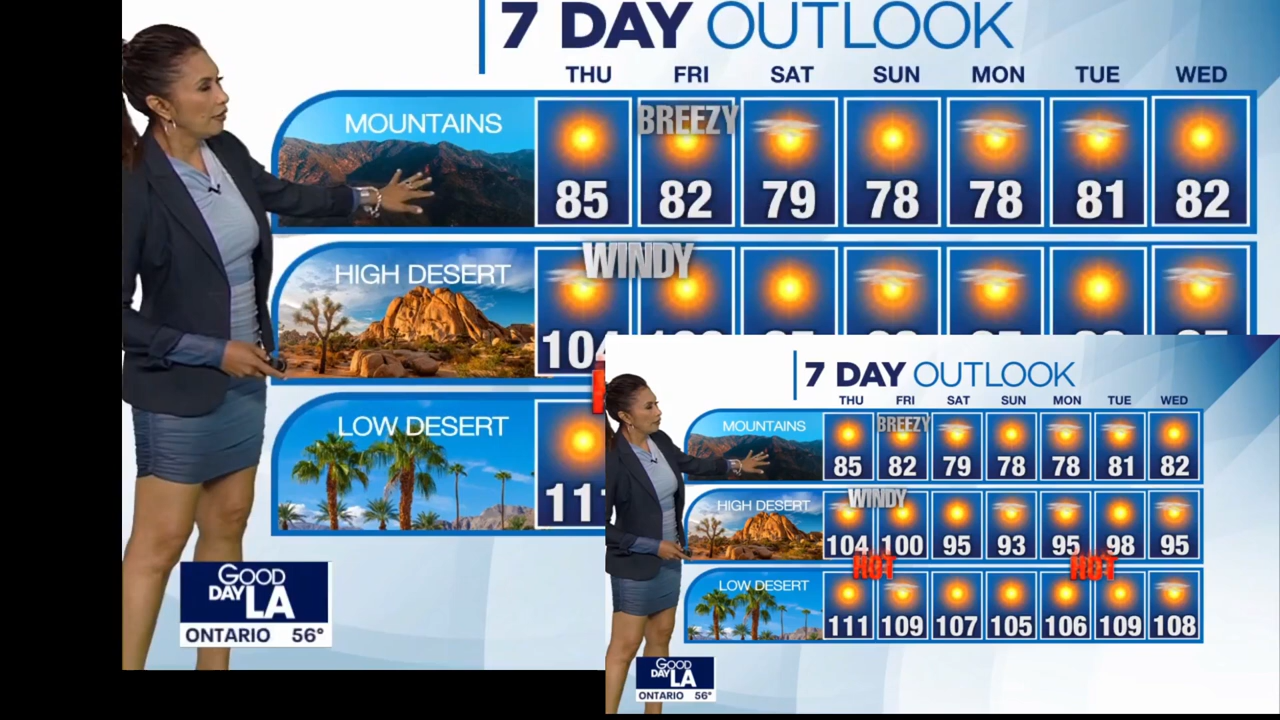 7 DAY OUTLOOK
THU FRI SAT SUN MON TUE WED
MOUNTAINS
BREEZY
85 82 79 78 78 81 82
HIGH DESERT
WINDY
104
LOW DESERT
111
GOOD
DAY LA
ONTARIO 56°
7 DAY OUTLOOK
THU FRI SAT SUN MON TUE WED
MOUNTAINS
BREEZY
85 82 79 78 78 81 82
HIGH DESERT
WINDY
104 100 95 93 95 98 95
HOT HOT
LOW DESERT
111 109 107 105 106 109 108
GOOD
DAY LA
ONTARIO 56°